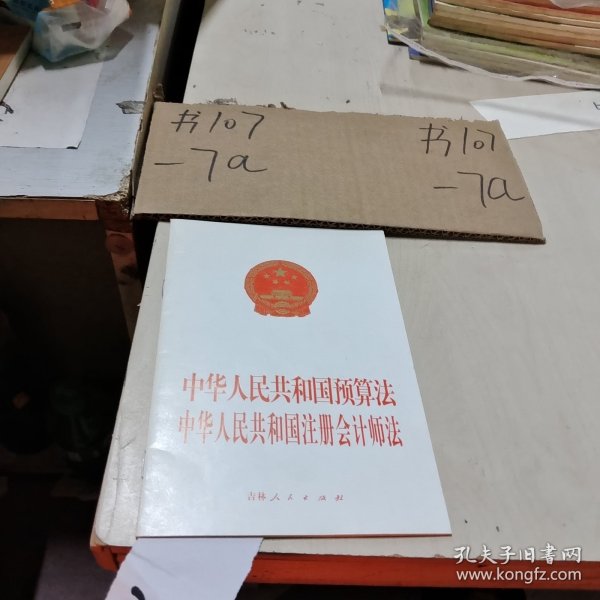 书107
-7a
书107
-7a
中华人民共和国预算法
中华人民共和国注册会计师法
吉林人民出版社
孔夫子旧书网
www.kongfz.com